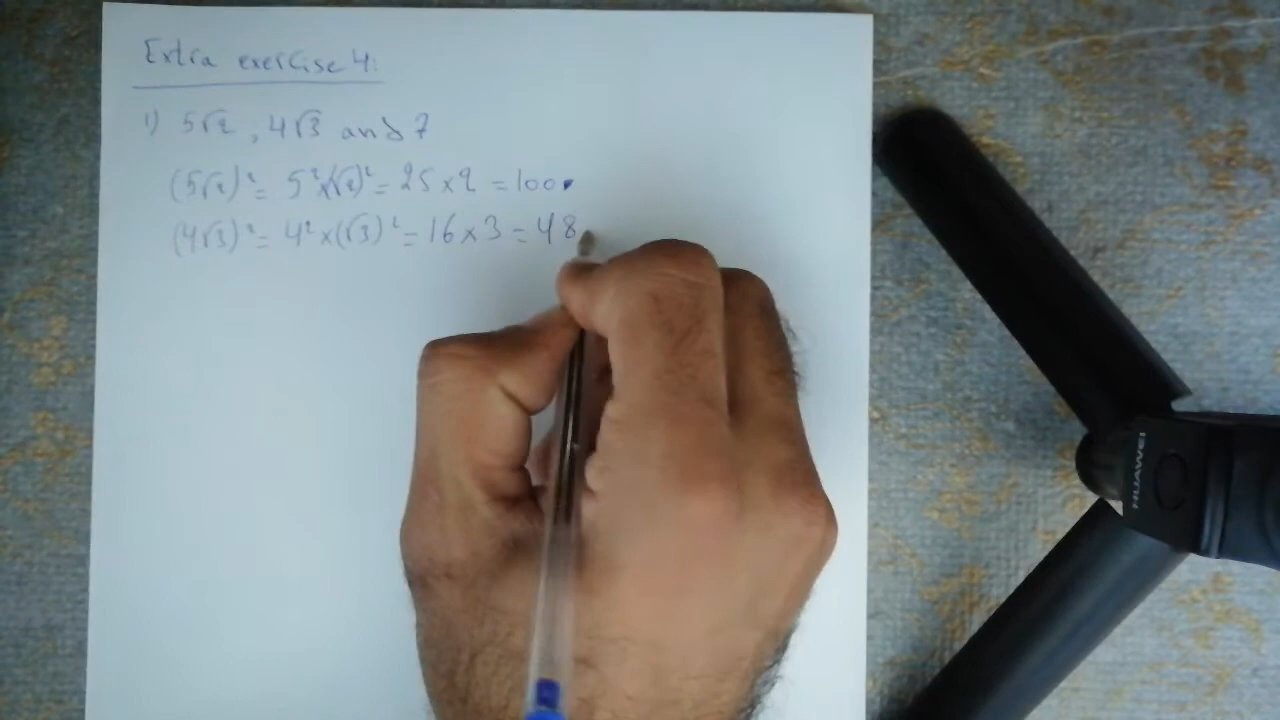 Extra exercise 4:
1) 5√2 , 4√3 and 7
(5√2)² = 5²×(√2)² = 25 × 2 = 100
(4√3)² = 4² × (√3)² = 16 × 3 = 48
HUAWEI